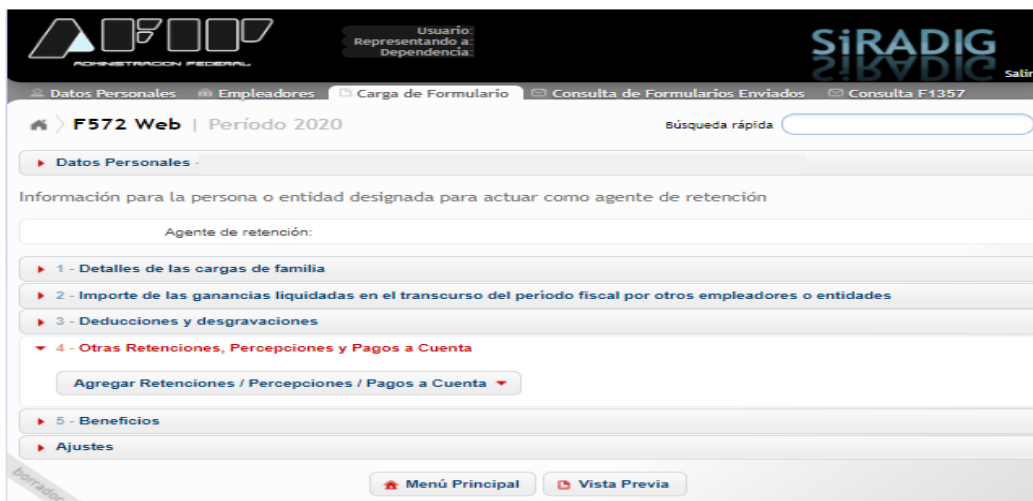 AFIP
ADMINISTRACION FEDERAL
Usuario:
Representando a:
Dependencia:
SiRADIG
Salir
Datos Personales Empleadores Carga de Formulario Consulta de Formularios Enviados Consulta F1357
F572 Web | Período 2020 Búsqueda rápida
Datos Personales -
Información para la persona o entidad designada para actuar como agente de retención
Agente de retención:
1 - Detalles de las cargas de familia
2 - Importe de las ganancias liquidadas en el transcurso del período fiscal por otros empleadores o entidades
3 - Deducciones y desgravaciones
4 - Otras Retenciones, Percepciones y Pagos a Cuenta
Agregar Retenciones / Percepciones / Pagos a Cuenta
5 - Beneficios
Ajustes
borrador
Menú Principal Vista Previa